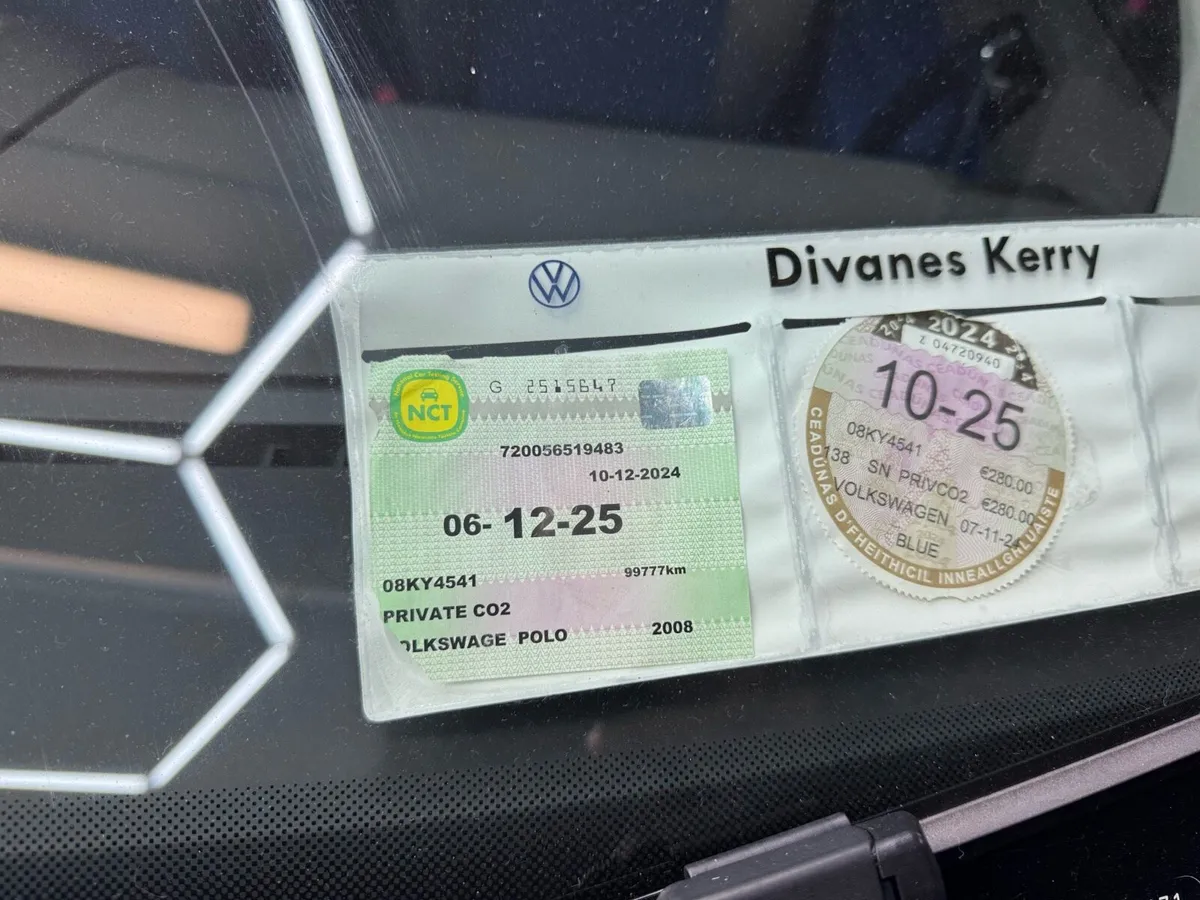 Divanes Kerry
NCT
G 2515647
720056519483
10-12-2024
06-12-25
08KY4541
99777km
PRIVATE CO2
OLKSWAGE POLO
2008
2024
Z 04720940
10-25
08KY4541
138 SN PRIVCO2 €280.00
VOLKSWAGEN €280.00
BLUE 07-11-24
CEADUNAS D'FHEITHICIL INNEALLGHLUAISTE